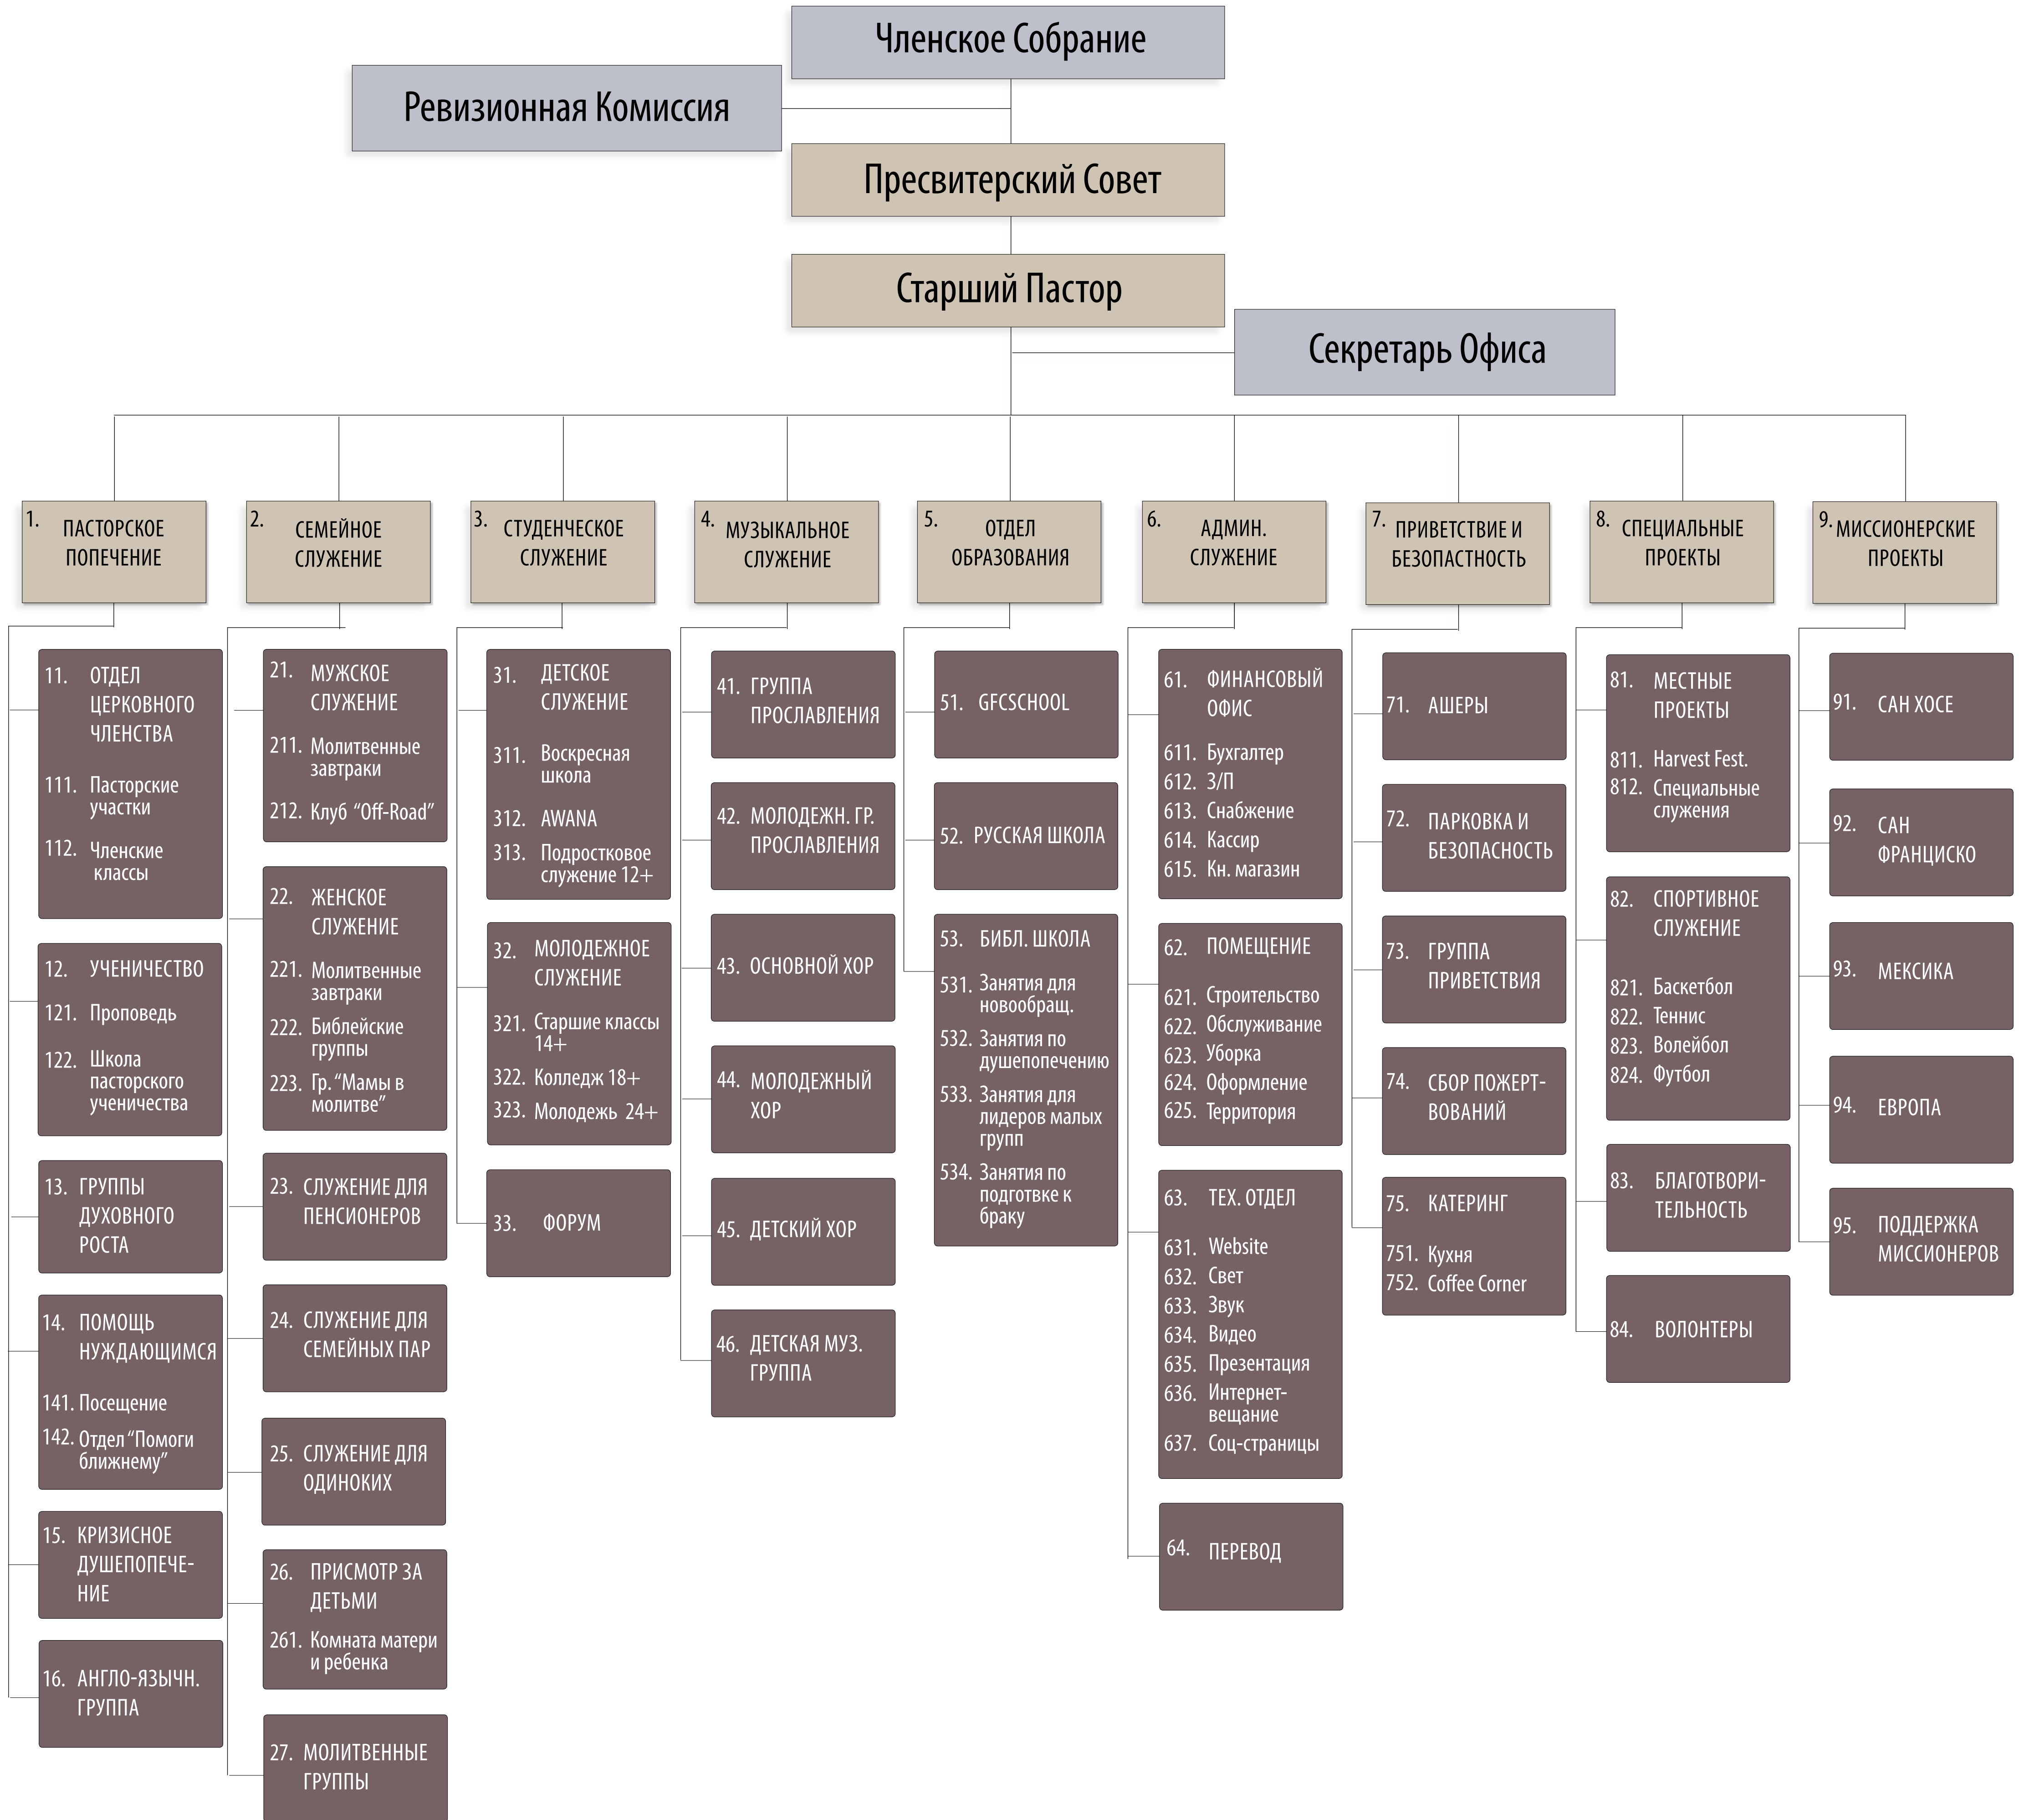 Членское Собрание
Ревизионная Комиссия
Пресвитерский Совет
Старший Пастор
Секретарь Офиса
1. ПАСТОРСКОЕ
ПОПЕЧЕНИЕ
11. ОТДЕЛ
ЦЕРКОВНОГО
ЧЛЕНСТВА
111. Пасторские
участки
112. Членские
классы
12. УЧЕНИЧЕСТВО
121. Проповедь
122. Школа
пасторского
ученичества
13. ГРУППЫ
ДУХОВНОГО
РОСТА
14. ПОМОЩЬ
НУЖДАЮЩИМСЯ
141. Посещение
142. Отдел “Помоги
ближнему”
15. КРИЗИСНОЕ
ДУШЕПОПЕЧЕ-
НИЕ
16. АНГЛО-ЯЗЫЧН.
ГРУППА
2. СЕМЕЙНОЕ
СЛУЖЕНИЕ
21. МУЖСКОЕ
СЛУЖЕНИЕ
211. Молитвенные
завтраки
212. Клуб “Off-Road”
22. ЖЕНСКОЕ
СЛУЖЕНИЕ
221. Молитвенные
завтраки
222. Библейские
группы
223. Гр. “Мамы в
молитве”
23. СЛУЖЕНИЕ ДЛЯ
ПЕНСИОНЕРОВ
24. СЛУЖЕНИЕ ДЛЯ
СЕМЕЙНЫХ ПАР
25. СЛУЖЕНИЕ ДЛЯ
ОДИНОКИХ
26. ПРИСМОТР ЗА
ДЕТЬМИ
261. Комната матери
и ребенка
27. МОЛИТВЕННЫЕ
ГРУППЫ
3. СТУДЕНЧЕСКОЕ
СЛУЖЕНИЕ
31. ДЕТСКОЕ
СЛУЖЕНИЕ
311. Воскресная
школа
312. AWANA
313. Подростковое
служение 12+
32. МОЛОДЕЖНОЕ
СЛУЖЕНИЕ
321. Старшие классы
14+
322. Колледж 18+
323. Молодежь 24+
33. ФОРУМ
4. МУЗЫКАЛЬНОЕ
СЛУЖЕНИЕ
41. ГРУППА
ПРОСЛАВЛЕНИЯ
42. МОЛОДЕЖН. ГР.
ПРОСЛАВЛЕНИЯ
43. ОСНОВНОЙ ХОР
44. МОЛОДЕЖНЫЙ
ХОР
45. ДЕТСКИЙ ХОР
46. ДЕТСКАЯ МУЗ.
ГРУППА
5. ОТДЕЛ
ОБРАЗОВАНИЯ
51. GFCSCHOOL
52. РУССКАЯ ШКОЛА
53. БИБЛ. ШКОЛА
531. Занятия для
новообращ.
532. Занятия по
душепопечению
533. Занятия для
лидеров малых
групп
534. Занятия по
подготвке к
браку
6. АДМИН.
СЛУЖЕНИЕ
61. ФИНАНСОВЫЙ
ОФИС
611. Бухгалтер
612. З/П
613. Снабжение
614. Кассир
615. Кн. магазин
62. ПОМЕЩЕНИЕ
621. Строительство
622. Обслуживание
623. Уборка
624. Оформление
625. Территория
63. ТЕХ. ОТДЕЛ
631. Website
632. Свет
633. Звук
634. Видео
635. Презентация
636. Интернет-
вещание
637. Соц-страницы
64. ПЕРЕВОД
7. ПРИВЕТСТВИЕ И
БЕЗОПАСТНОСТЬ
71. АШЕРЫ
72. ПАРКОВКА И
БЕЗОПАСНОСТЬ
73. ГРУППА
ПРИВЕТСТВИЯ
74. СБОР ПОЖЕРТ-
ВОВАНИЙ
75. КАТЕРИНГ
751. Кухня
752. Coffee Corner
8. СПЕЦИАЛЬНЫЕ
ПРОЕКТЫ
81. МЕСТНЫЕ
ПРОЕКТЫ
811. Harvest Fest.
812. Специальные
служения
82. СПОРТИВНОЕ
СЛУЖЕНИЕ
821. Баскетбол
822. Теннис
823. Волейбол
824. Футбол
83. БЛАГОТВОРИ-
ТЕЛЬНОСТЬ
84. ВОЛОНТЕРЫ
9. МИССИОНЕРСКИЕ
ПРОЕКТЫ
91. САН ХОСЕ
92. САН
ФРАНЦИСКО
93. МЕКСИКА
94. ЕВРОПА
95. ПОДДЕРЖКА
МИССИОНЕРОВ